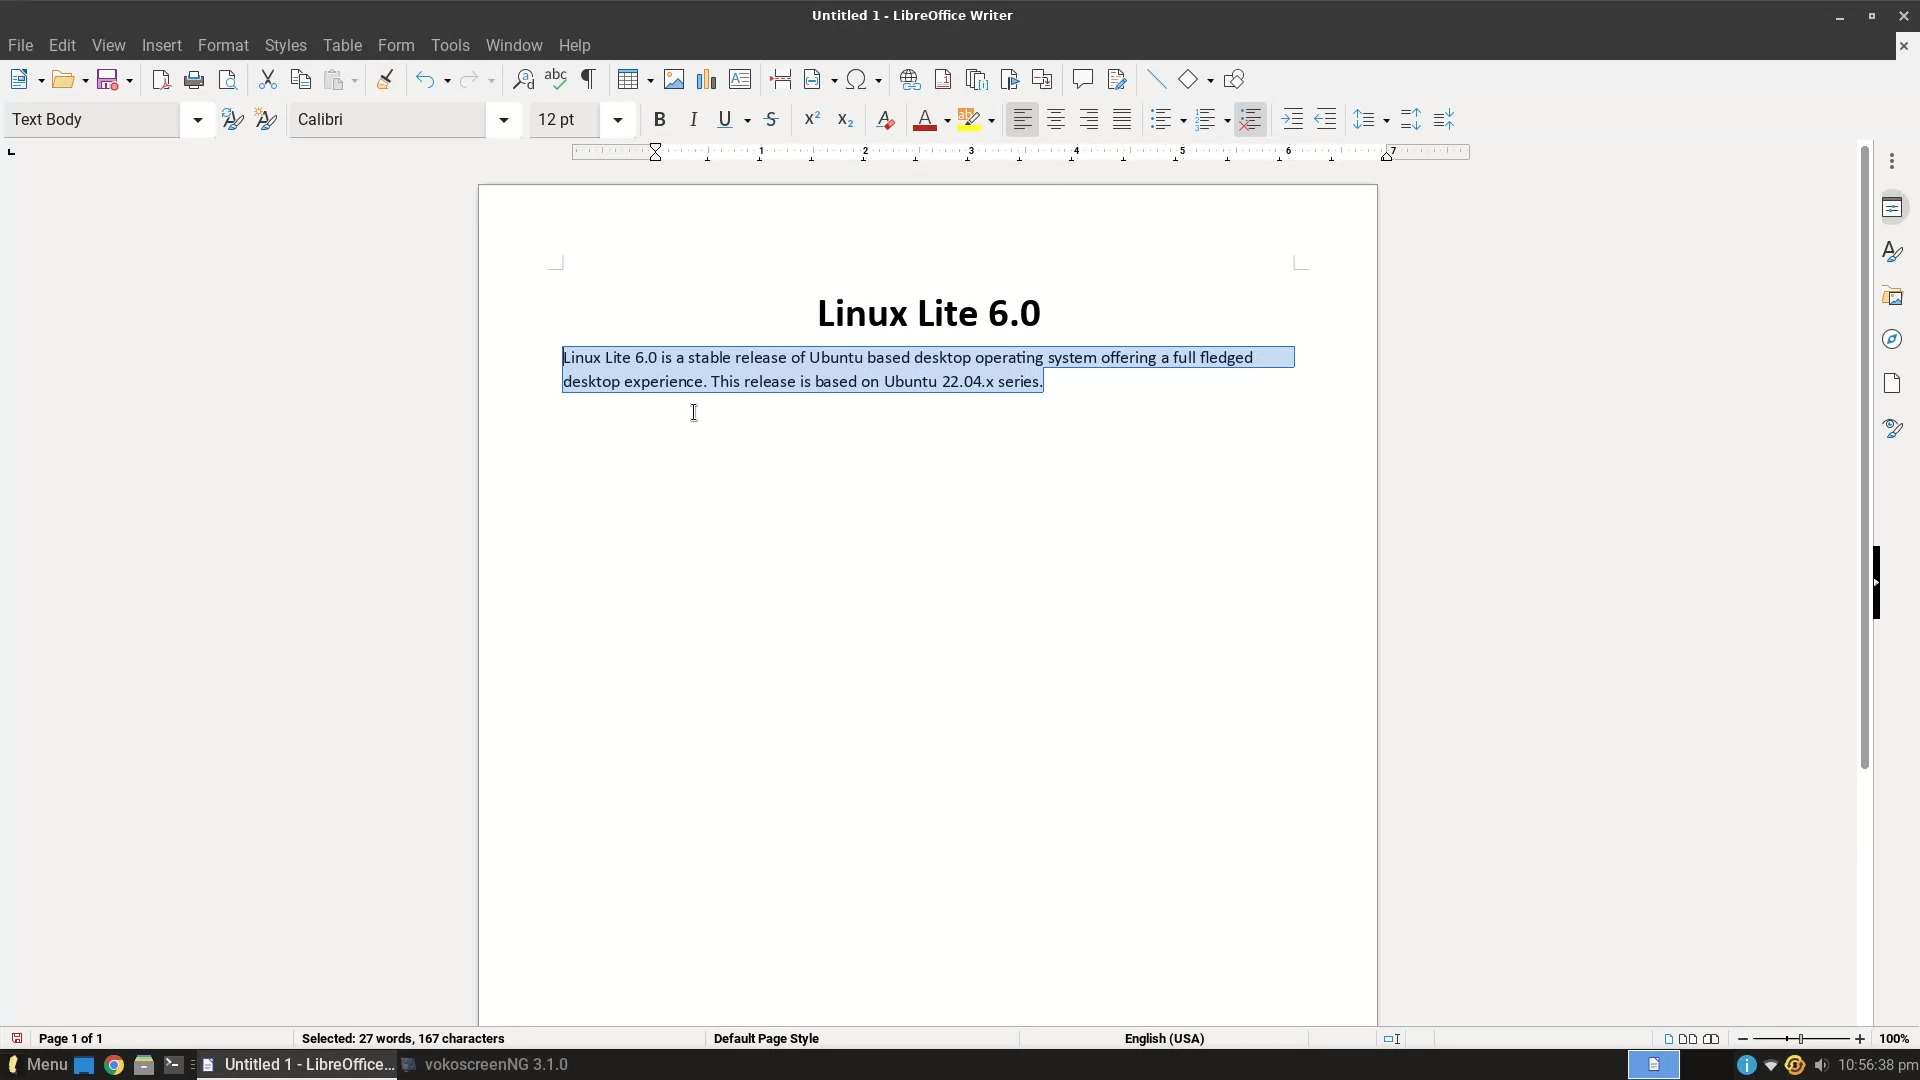 Untitled 1 - LibreOffice Writer
File Edit View Insert Format Styles Table Form Tools Window Help
Text Body Calibri 12 pt
1 2 3 4 5 6 7
Linux Lite 6.0
Linux Lite 6.0 is a stable release of Ubuntu based desktop operating system offering a full fledged
desktop experience. This release is based on Ubuntu 22.04.x series.
Page 1 of 1 Selected: 27 words, 167 characters Default Page Style English (USA) 100%
Menu Untitled 1 - LibreOffice... vokoscreenNG 3.1.0 10:56:38 pm